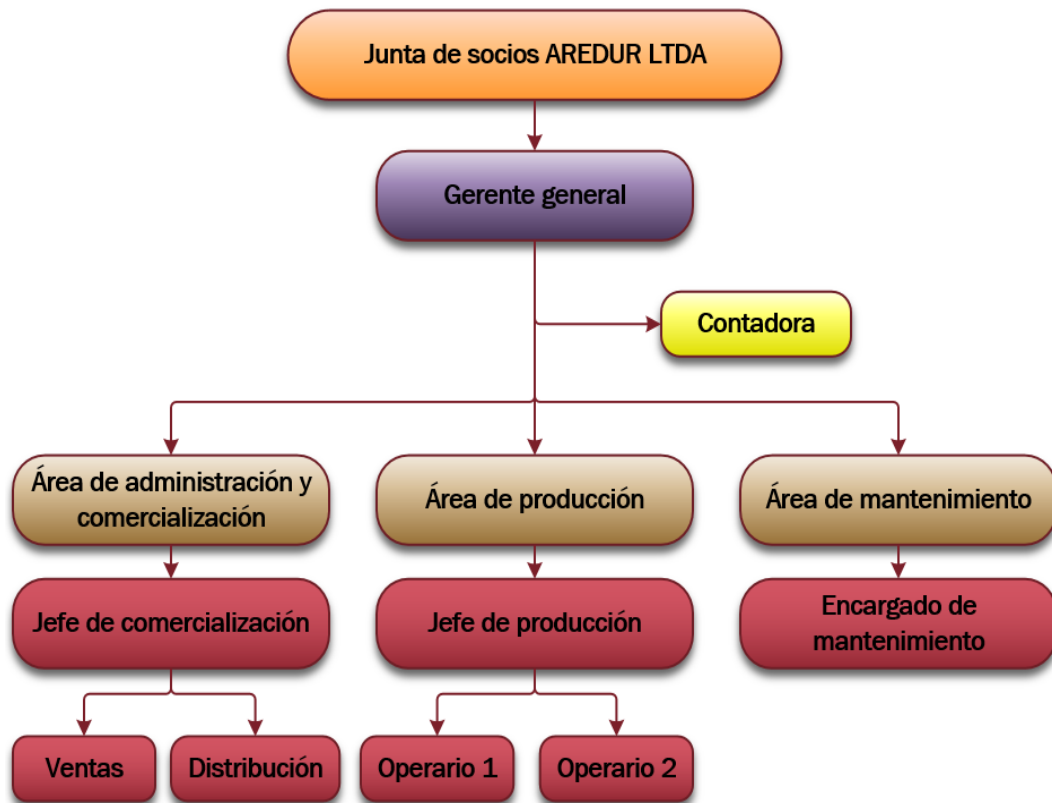 Junta de socios AREDUR LTDA
Gerente general
Contadora
Área de administración y
comercialización
Área de producción
Área de mantenimiento
Jefe de comercialización
Jefe de producción
Encargado de
mantenimiento
Ventas
Distribución
Operario 1
Operario 2